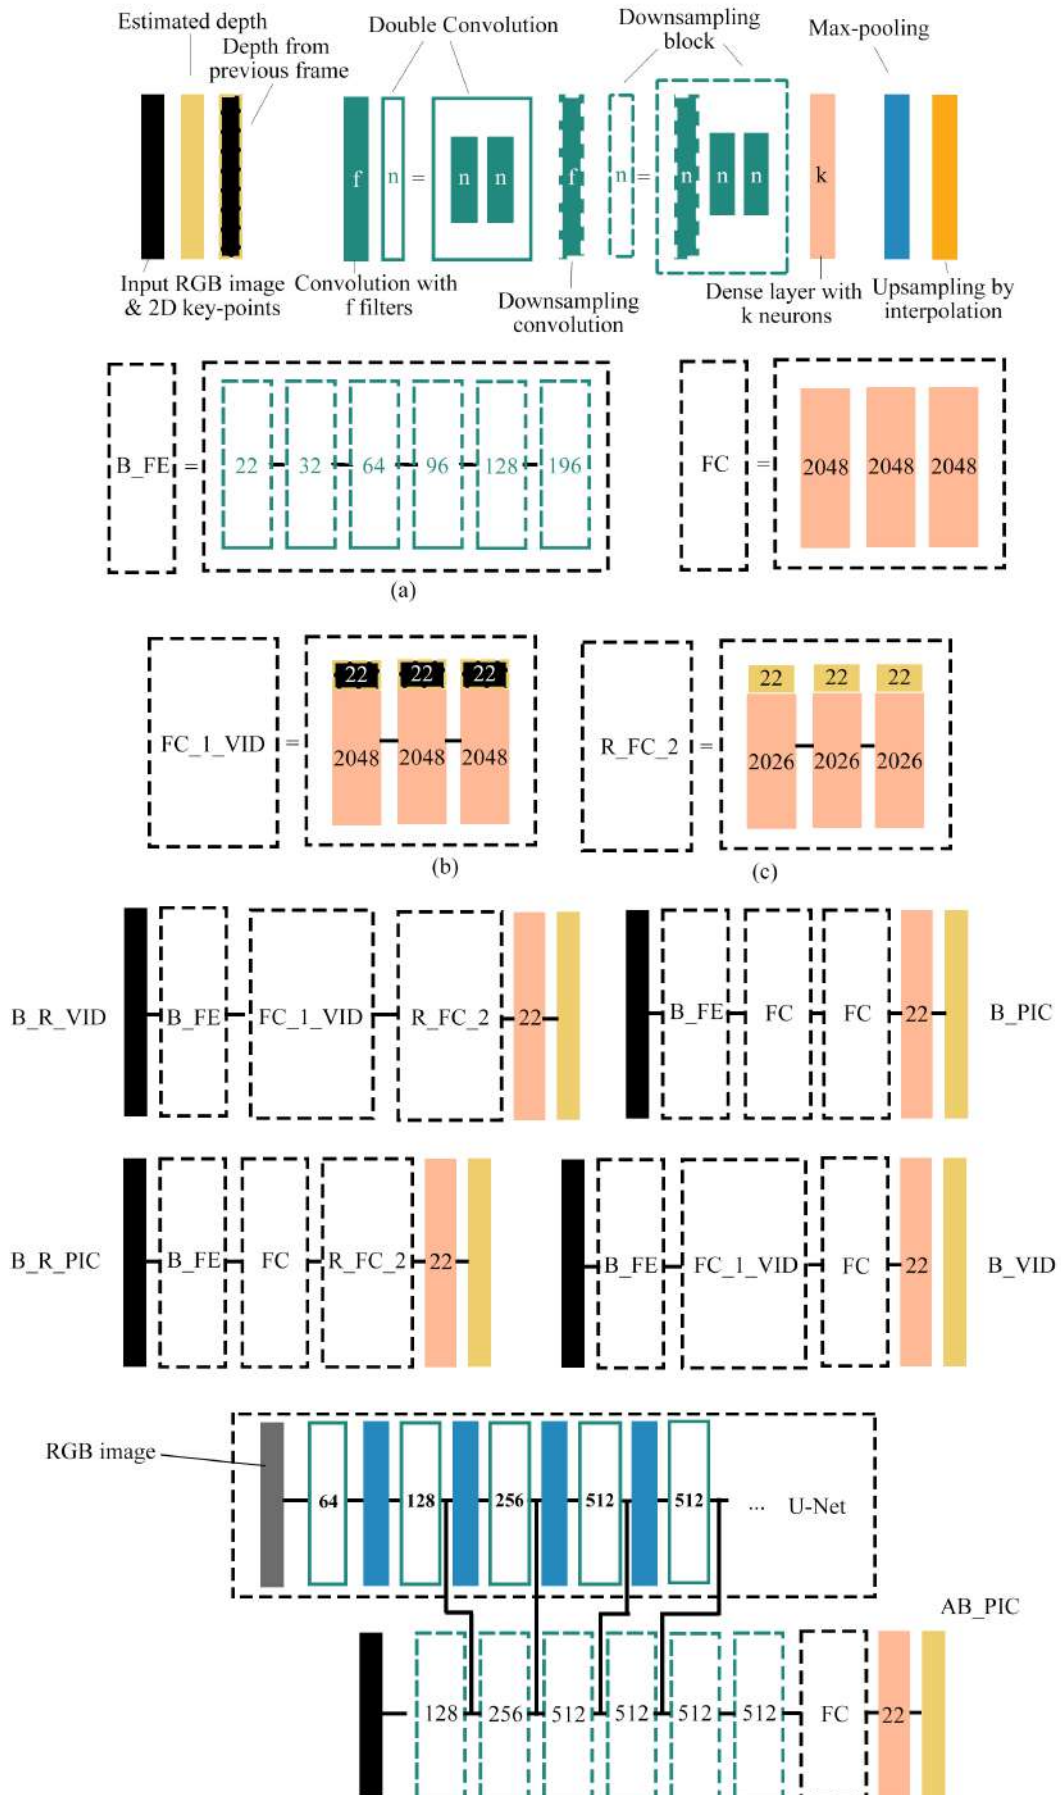 Estimated depth
Depth from
previous frame
Double Convolution
Downsampling
block
Max-pooling
f n = n n f n = n n n k
Input RGB image
& 2D key-points
Convolution with
f filters
Downsampling
convolution
Dense layer with
k neurons
Upsampling by
interpolation
B_FE = 22 32 64 96 128 196
(a)
FC = 2048 2048 2048
FC_1_VID =
22 22 22
2048 2048 2048
(b)
R_FC_2 =
22 22 22
2026 2026 2026
(c)
B_R_VID B_FE FC_1_VID R_FC_2 22
B_FE FC FC 22 B_PIC
B_R_PIC B_FE FC R_FC_2 22
B_FE FC_1_VID FC 22 B_VID
RGB image
64 128 256 512 512 ... U-Net
AB_PIC
128 256 512 512 512 512 FC 22